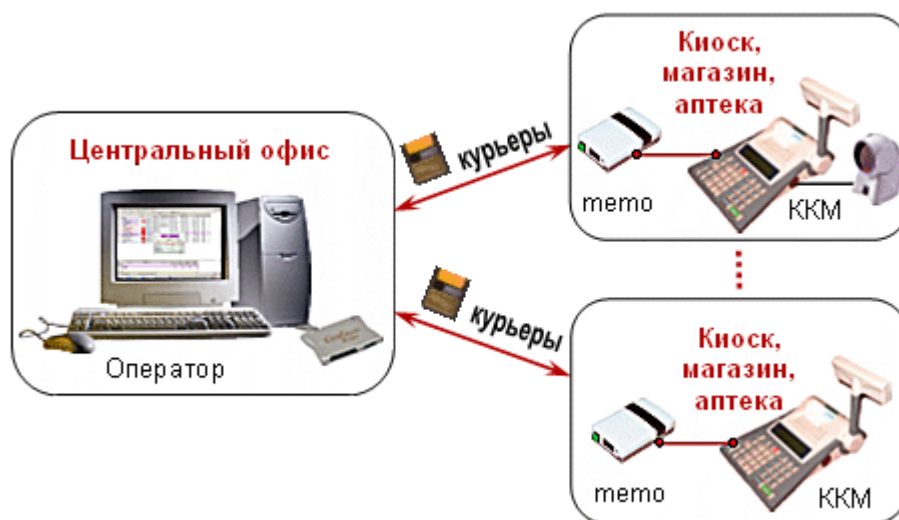 Центральный офис
Оператор
курьеры
курьеры
Киоск,
магазин,
аптека
memo
ККМ
Киоск,
магазин,
аптека
memo
ККМ